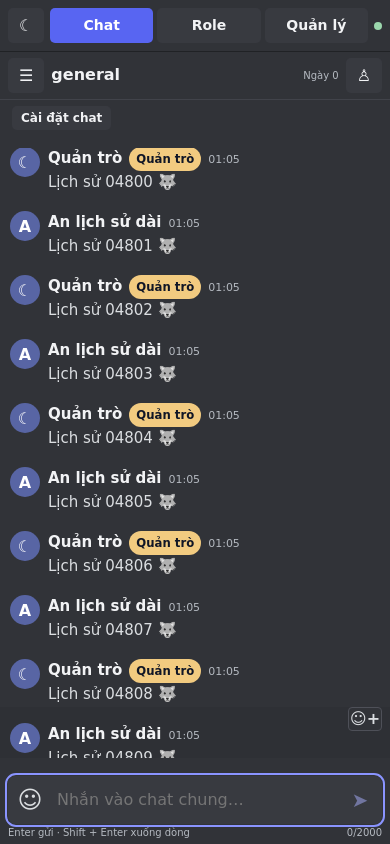 Chat Role Quản lý
general Ngày 0
Cài đặt chat
Quản trò Quản trò 01:05
Lịch sử 04800 🐺
A An lịch sử dài 01:05
Lịch sử 04801 🐺
Quản trò Quản trò 01:05
Lịch sử 04802 🐺
A An lịch sử dài 01:05
Lịch sử 04803 🐺
Quản trò Quản trò 01:05
Lịch sử 04804 🐺
A An lịch sử dài 01:05
Lịch sử 04805 🐺
Quản trò Quản trò 01:05
Lịch sử 04806 🐺
A An lịch sử dài 01:05
Lịch sử 04807 🐺
Quản trò Quản trò 01:05
Lịch sử 04808 🐺
A An lịch sử dài 01:05
Lịch sử 04809 🐺
Nhắn vào chat chung...
Enter gửi · Shift + Enter xuống dòng 0/2000